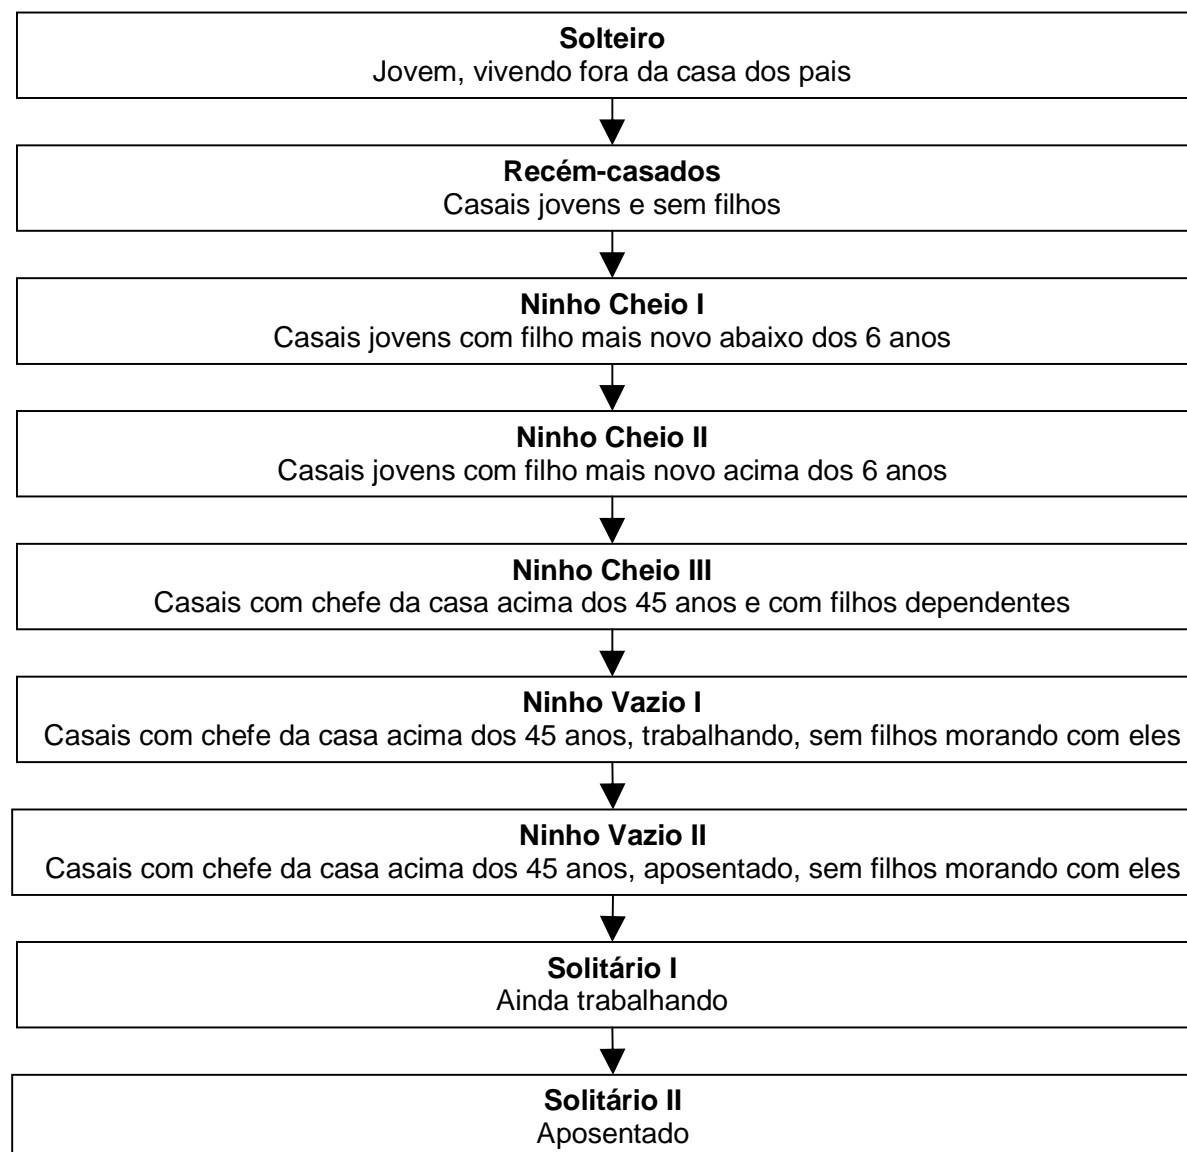 Solteiro
Jovem, vivendo fora da casa dos pais
Recém-casados
Casais jovens e sem filhos
Ninho Cheio I
Casais jovens com filho mais novo abaixo dos 6 anos
Ninho Cheio II
Casais jovens com filho mais novo acima dos 6 anos
Ninho Cheio III
Casais com chefe da casa acima dos 45 anos e com filhos dependentes
Ninho Vazio I
Casais com chefe da casa acima dos 45 anos, trabalhando, sem filhos morando com eles
Ninho Vazio II
Casais com chefe da casa acima dos 45 anos, aposentado, sem filhos morando com eles
Solitário I
Ainda trabalhando
Solitário II
Aposentado